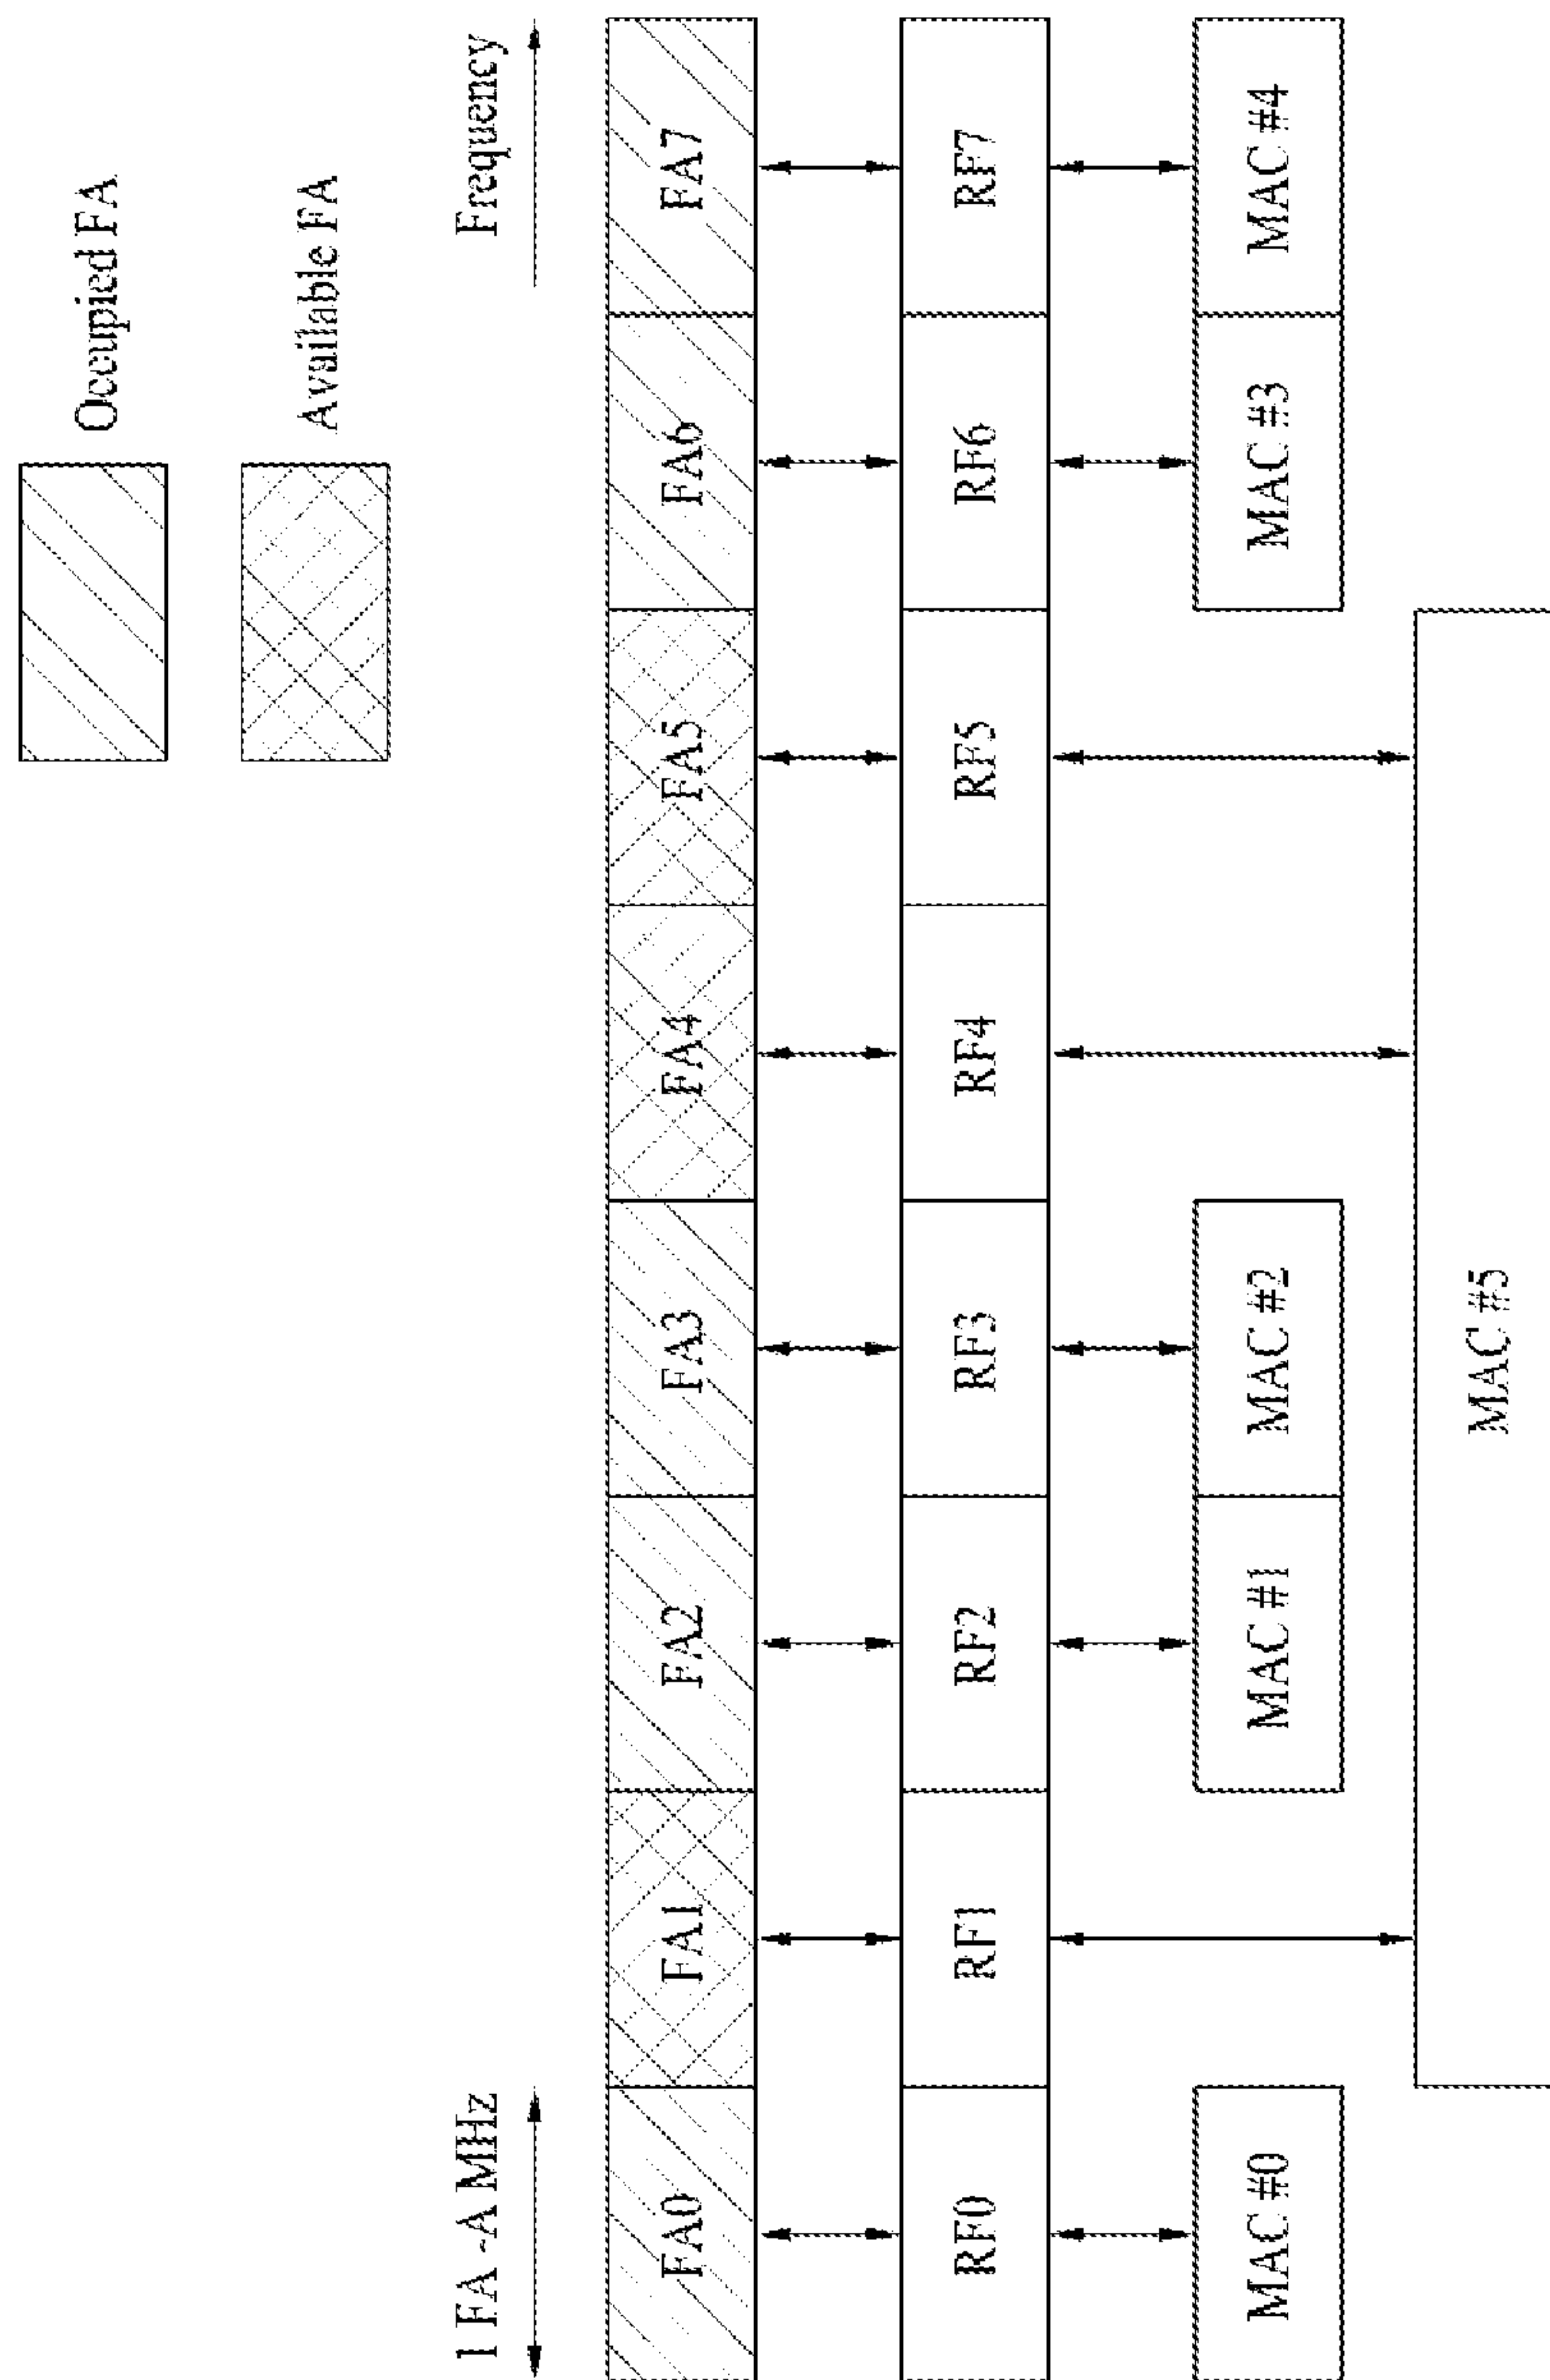 Occupied FA
Available FA
1 FA -A MHz
Frequency
FA0 FA1 FA2 FA3 FA4 FA5 FA6 FA7
RF0 RF1 RF2 RF3 RF4 RF5 RF6 RF7
MAC #0 MAC #1 MAC #2 MAC #3 MAC #4
MAC #5